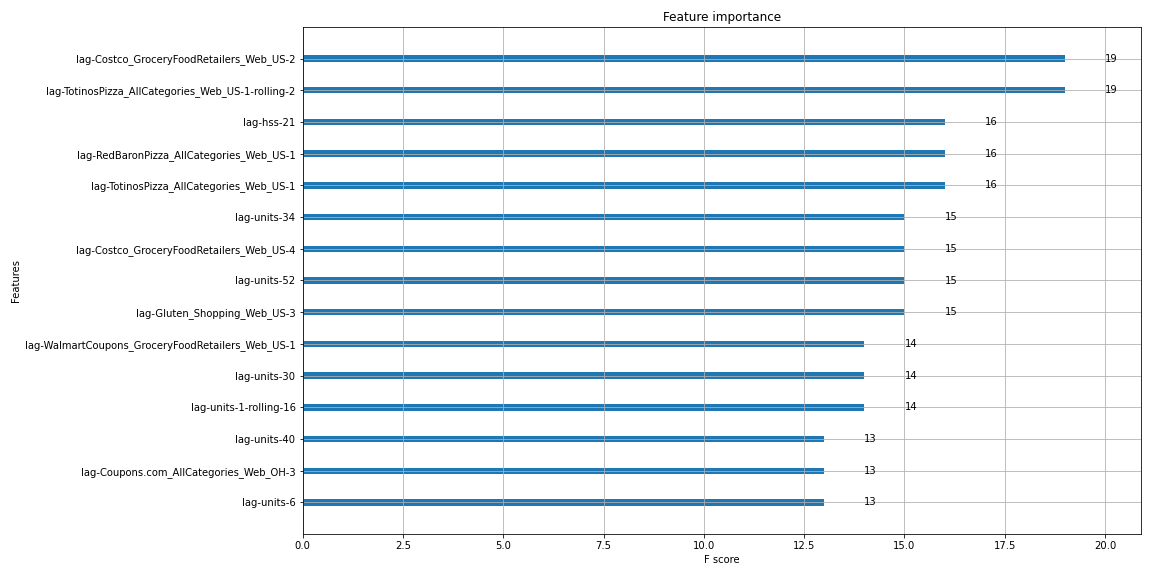 Feature importance
lag-Costco_GroceryFoodRetailers_Web_US-2 19
lag-TotinosPizza_AllCategories_Web_US-1-rolling-2 19
lag-hss-21 16
lag-RedBaronPizza_AllCategories_Web_US-1 16
lag-TotinosPizza_AllCategories_Web_US-1 16
lag-units-34 15
lag-Costco_GroceryFoodRetailers_Web_US-4 15
lag-units-52 15
lag-Gluten_Shopping_Web_US-3 15
lag-WalmartCoupons_GroceryFoodRetailers_Web_US-1 14
lag-units-30 14
lag-units-1-rolling-16 14
lag-units-40 13
lag-Coupons.com_AllCategories_Web_OH-3 13
lag-units-6 13
Features
0.0 2.5 5.0 7.5 10.0 12.5 15.0 17.5 20.0
F score